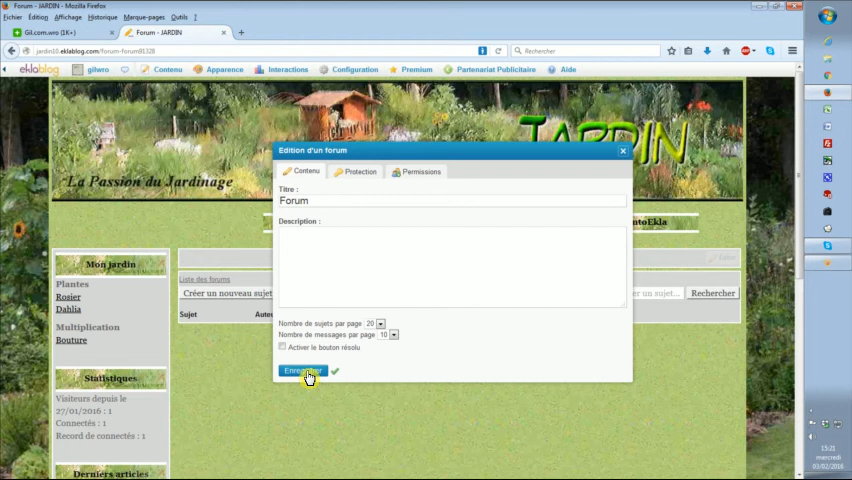 Forum - JARDIN - Mozilla Firefox
Fichier Édition Affichage Historique Marque-pages Outils ?
Gil.com.wro (1K+) Forum - JARDIN
jardin10.eklablog.com/forum-forum91328 Rechercher
eklablog gilwro Contenu Apparence Interactions Configuration Premium Partenariat Publicitaire Aide
JARDIN
La Passion du Jardinage
Edition d'un forum
Contenu Protection Permissions
Titre :
Forum
Description :
Nombre de sujets par page 20
Nombre de messages par page 10
Activer le bouton résolu
Enregistrer
Mon jardin
Plantes
Rosier
Dahlia
Multiplication
Bouture
Statistiques
Visiteurs depuis le
27/01/2016 : 1
Connectés : 1
Record de connectés : 1
Derniers articles
Liste des forums
Créer un nouveau sujet
un sujet... Rechercher
Sujet Auteu
ntoEkla
15:21
mercredi
03/02/2016